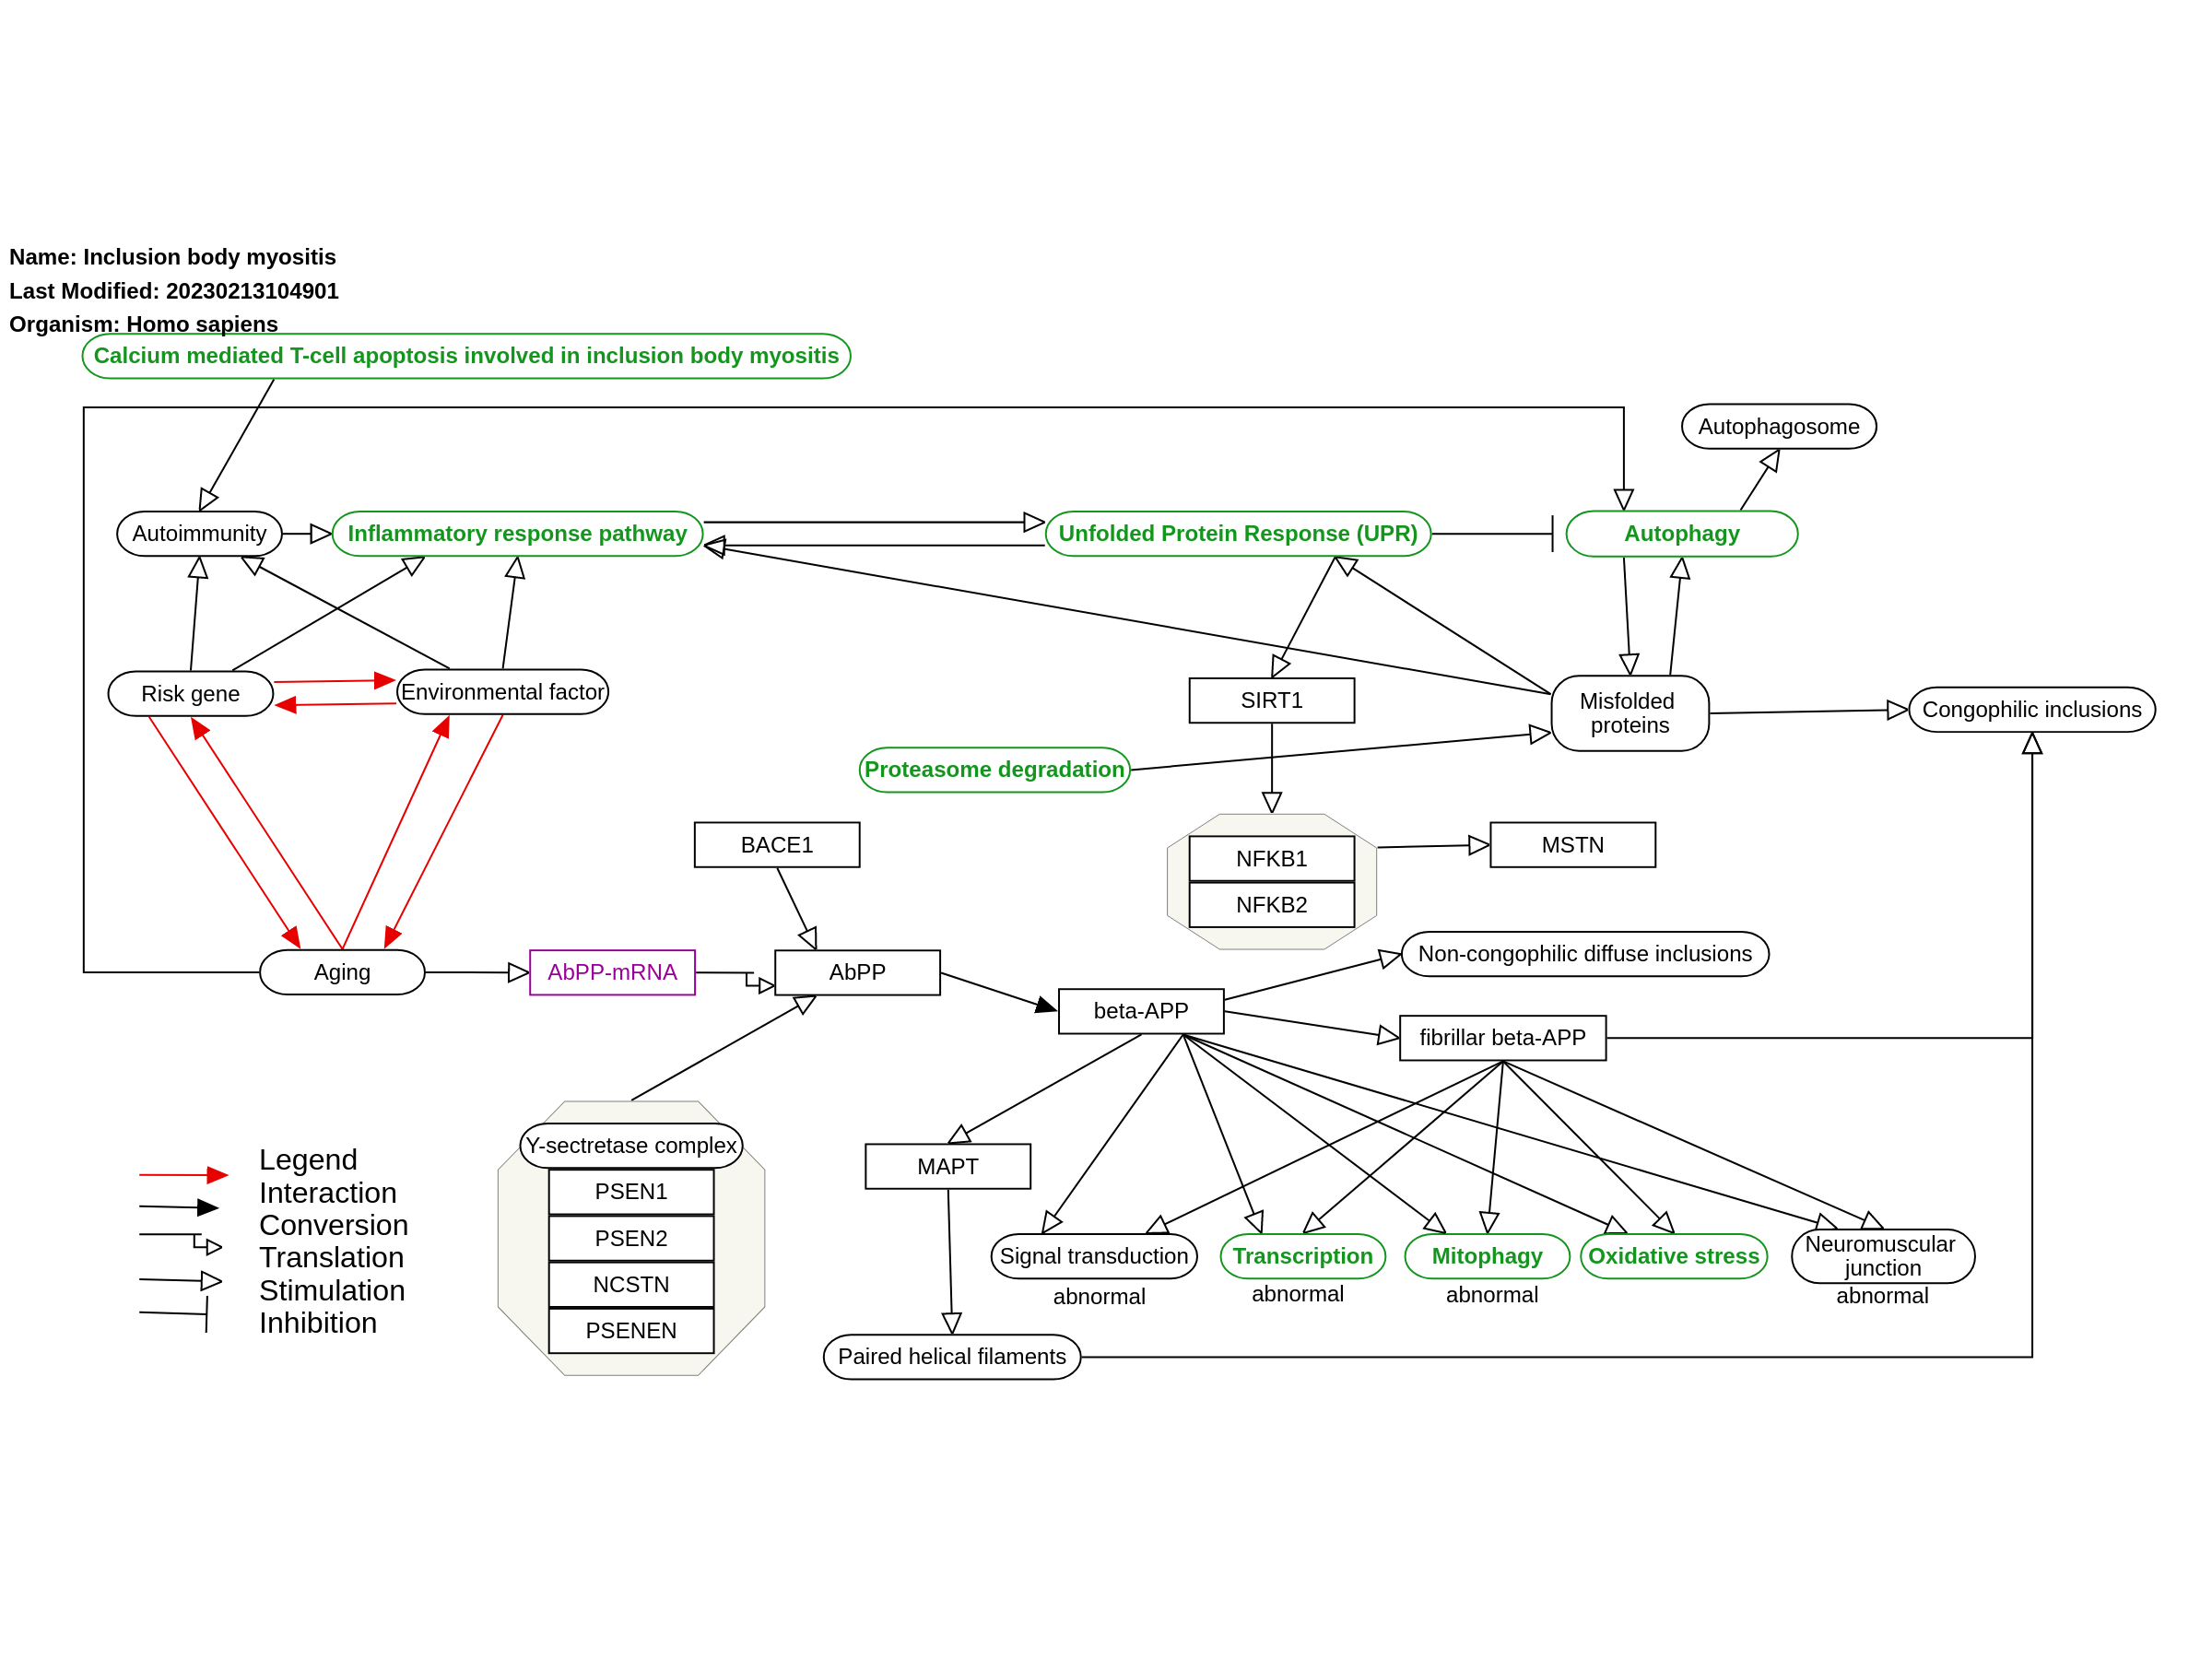 Name: Inclusion body myositis
Last Modified: 20230213104901
Organism: Homo sapiens
Calcium mediated T-cell apoptosis involved in inclusion body myositis
Autophagosome
Autoimmunity
Inflammatory response pathway
Unfolded Protein Response (UPR)
Autophagy
Risk gene
Environmental factor
SIRT1
Misfolded
proteins
Congophilic inclusions
Proteasome degradation
BACE1
NFKB1
MSTN
NFKB2
Non-congophilic diffuse inclusions
Aging
AbPP-mRNA
AbPP
beta-APP
fibrillar beta-APP
Y-sectretase complex
PSEN1
PSEN2
NCSTN
PSENEN
MAPT
Signal transduction
abnormal
Transcription
abnormal
Mitophagy
abnormal
Oxidative stress
Neuromuscular
junction
abnormal
Paired helical filaments
Legend
Interaction
Conversion
Translation
Stimulation
Inhibition